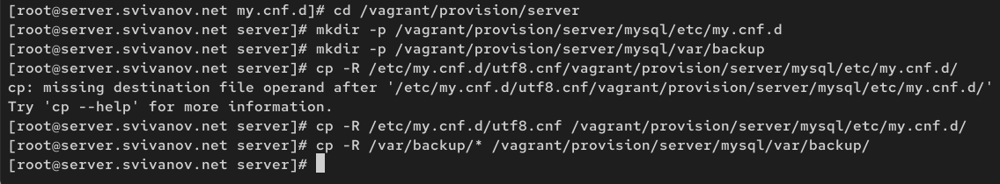 [root@server.svivanov.net my.cnf.d]# cd /vagrant/provision/server
[root@server.svivanov.net server]# mkdir -p /vagrant/provision/server/mysql/etc/my.cnf.d
[root@server.svivanov.net server]# mkdir -p /vagrant/provision/server/mysql/var/backup
[root@server.svivanov.net server]# cp -R /etc/my.cnf.d/utf8.cnf/vagrant/provision/server/mysql/etc/my.cnf.d/
cp: missing destination file operand after '/etc/my.cnf.d/utf8.cnf/vagrant/provision/server/mysql/etc/my.cnf.d/'
Try 'cp --help' for more information.
[root@server.svivanov.net server]# cp -R /etc/my.cnf.d/utf8.cnf /vagrant/provision/server/mysql/etc/my.cnf.d/
[root@server.svivanov.net server]# cp -R /var/backup/* /vagrant/provision/server/mysql/var/backup/
[root@server.svivanov.net server]#